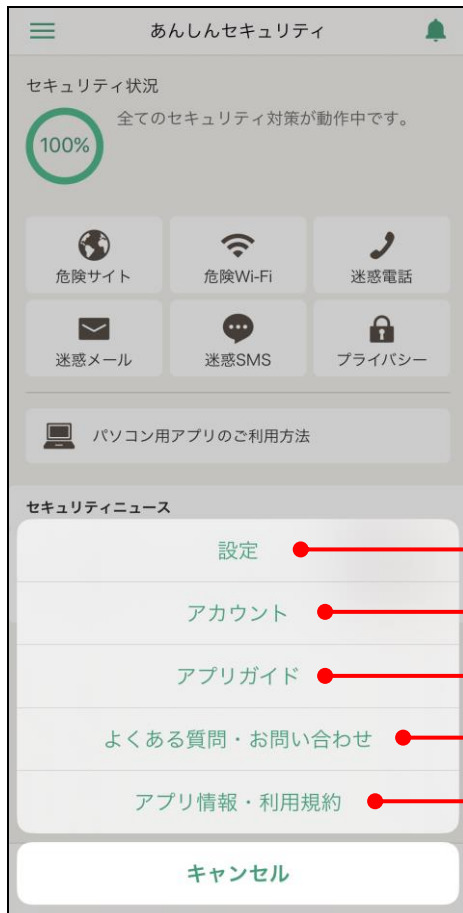 あんしんセキュリティ
セキュリティ状況
100%
全てのセキュリティ対策が動作中です。
危険サイト
危険Wi-Fi
迷惑電話
迷惑メール
迷惑SMS
プライバシー
パソコン用アプリのご利用方法
セキュリティニュース
設定
アカウント
アプリガイド
よくある質問・お問い合わせ
アプリ情報・利用規約
キャンセル